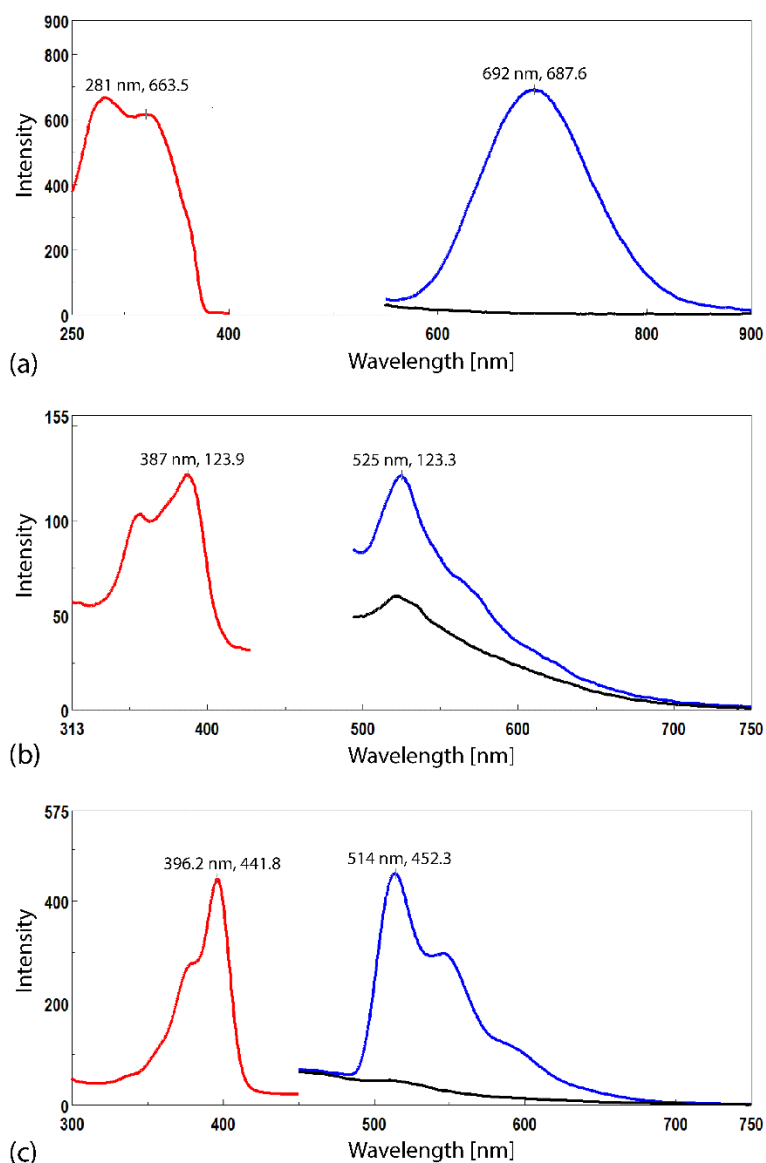 900
800
281 nm, 663.5
692 nm, 687.6
600
Intensity
400
200
0
250
400
600
800
900
Wavelength [nm]
(a)
155
387 nm, 123.9
525 nm, 123.3
100
Intensity
50
0
313
400
500
600
700
750
Wavelength [nm]
(b)
575
396.2 nm, 441.8
514 nm, 452.3
400
Intensity
200
0
300
400
500
600
700
750
Wavelength [nm]
(c)